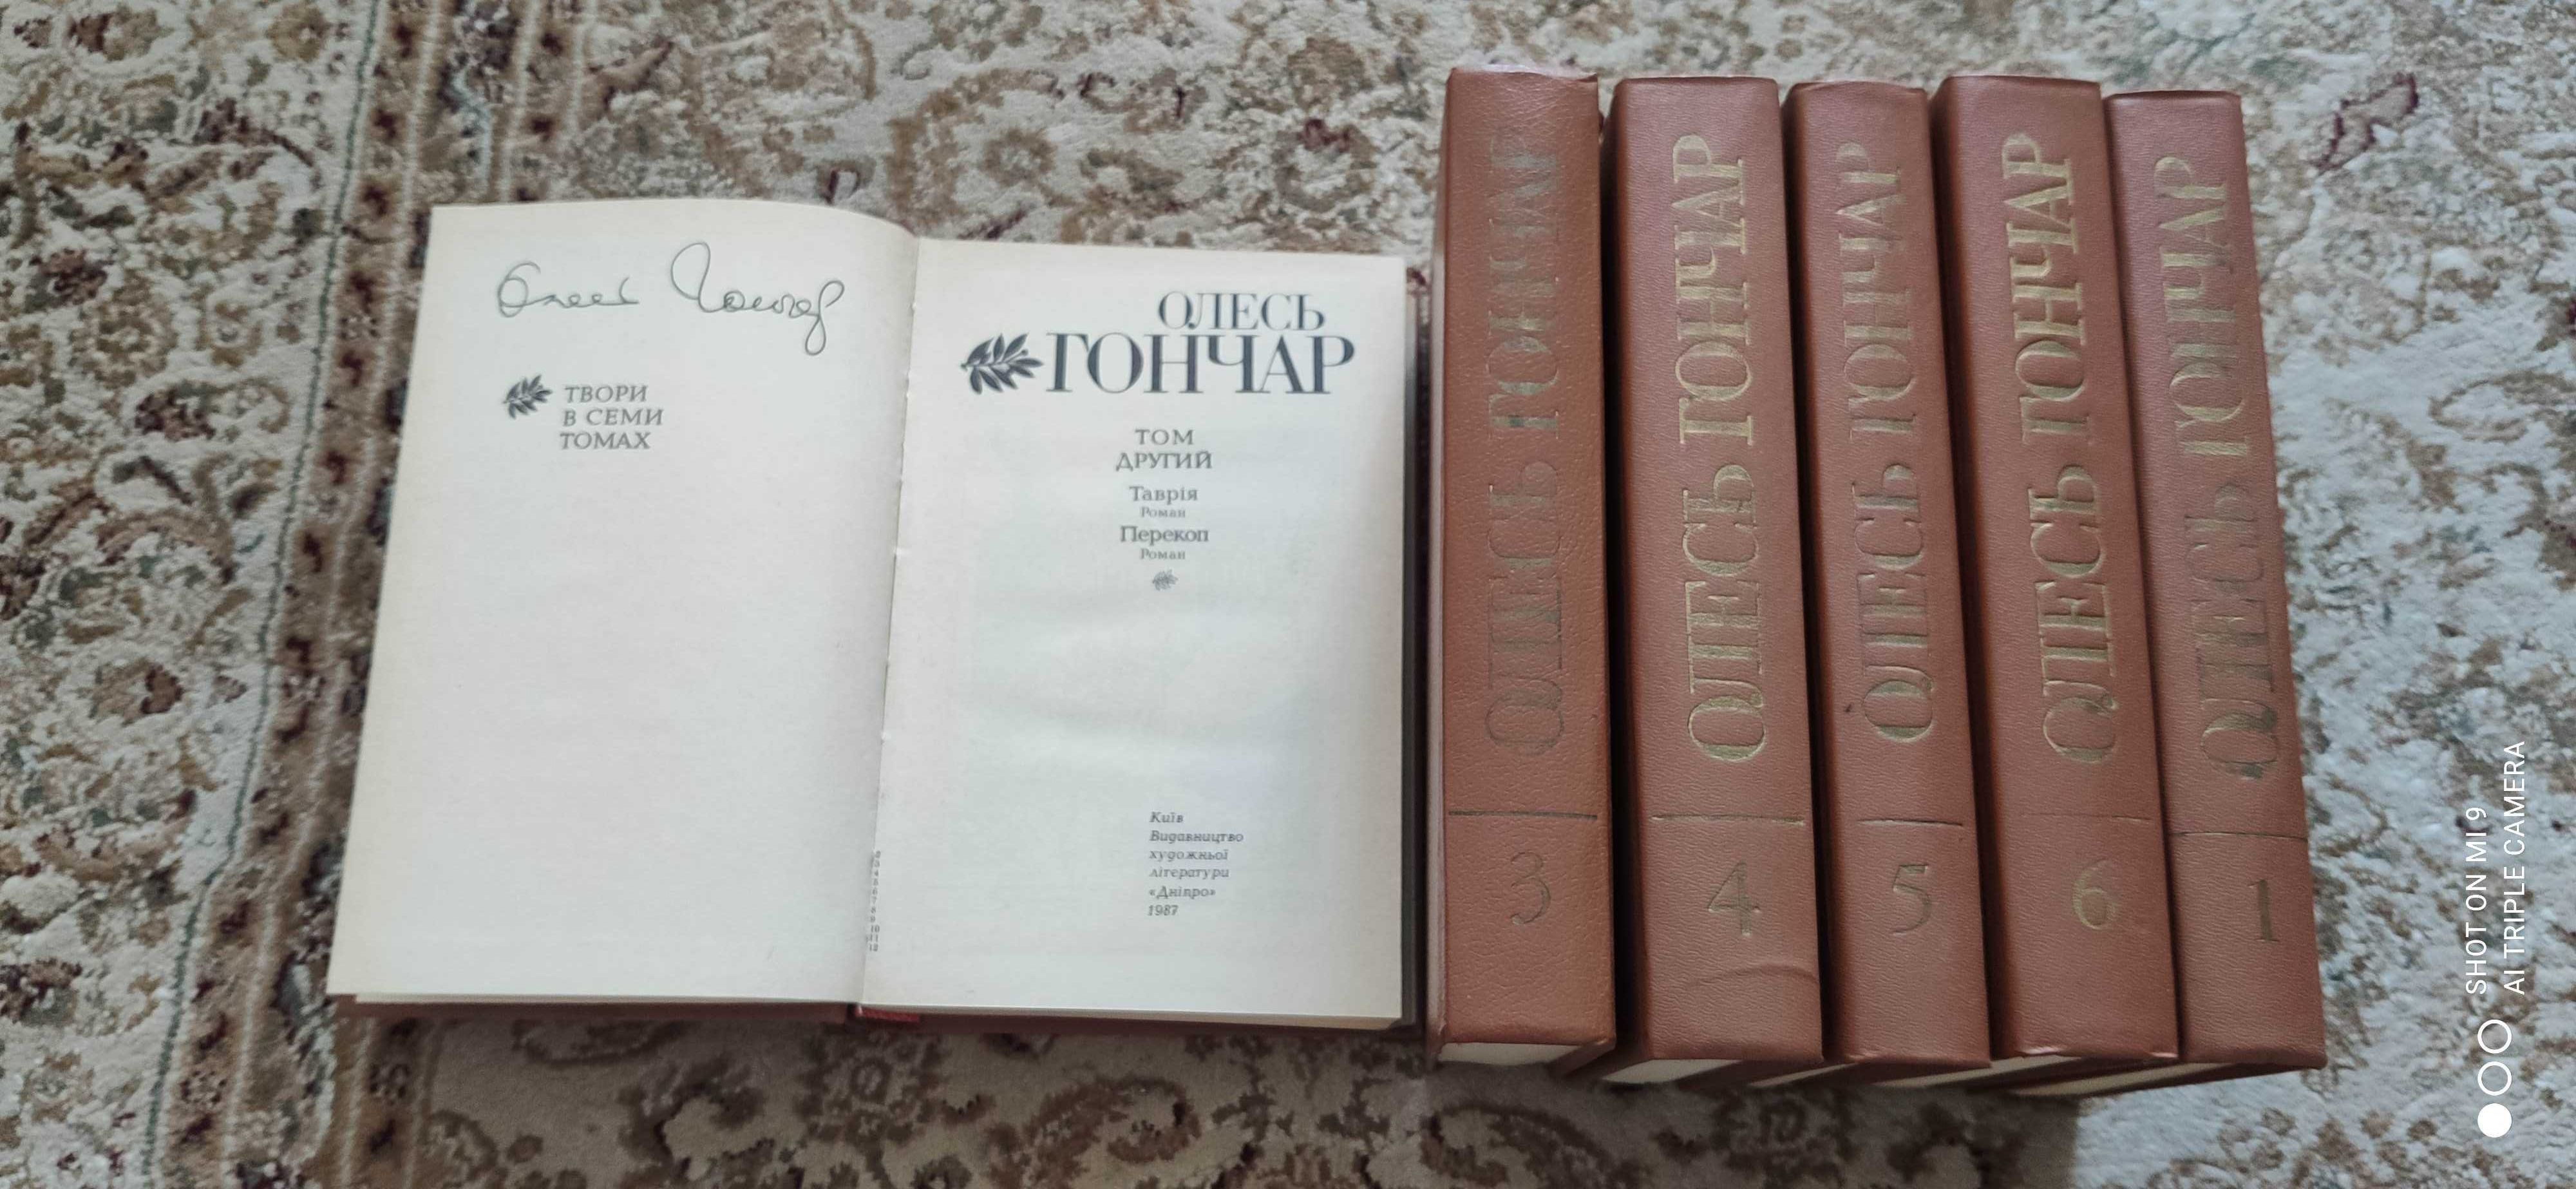 Олесь Гончар
ТВОРИ
В СЕМИ
ТОМАХ
ОЛЕСЬ
ГОНЧАР
ТОМ
ДРУГИЙ
Таврія
Роман
Перекоп
Роман
Київ
Видавництво
художньої
літератури
«Дніпро»
1987
ОЛЕСЬ ГОНЧАР
3
ОЛЕСЬ ГОНЧАР
4
ОЛЕСЬ ГОНЧАР
5
ОЛЕСЬ ГОНЧАР
6
ОЛЕСЬ ГОНЧАР
1
SHOT ON MI 9
AI TRIPLE CAMERA